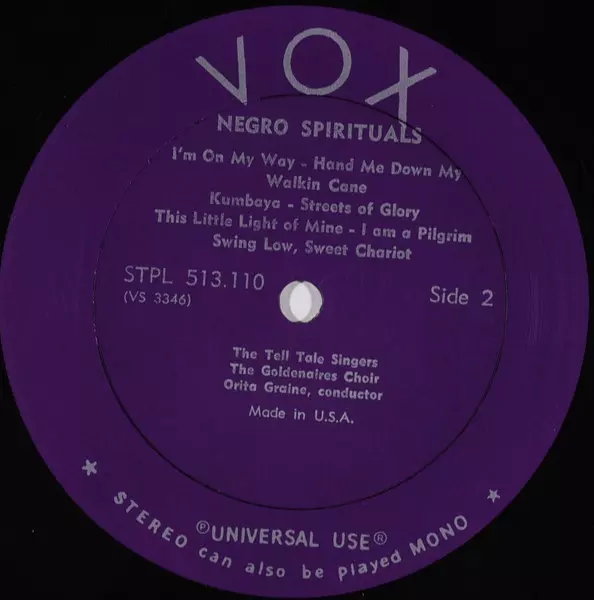 VOX
NEGRO SPIRITUALS
I'm On My Way - Hand Me Down My
Walkin Cane
Kumbaya - Streets of Glory
This Little Light of Mine - I am a Pilgrim
Swing Low, Sweet Chariot
STPL 513.110
(VS 3346)
Side 2
The Tell Tale Singers
The Goldenaires Choir
Orita Graine, conductor
Made in U.S.A.
℗UNIVERSAL USE®
★ STEREO can also be played MONO ★